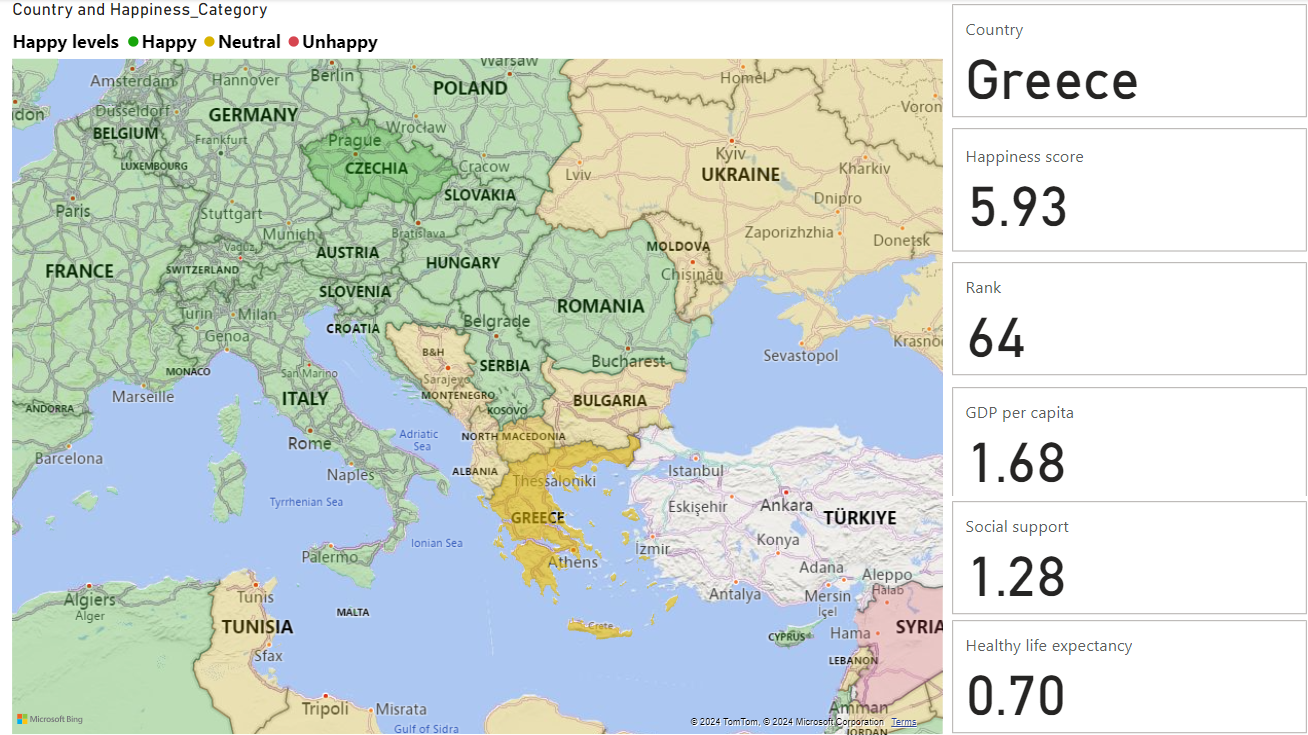 Country and Happiness_Category
Happy levels Happy Neutral Unhappy
Country
Greece
Happiness score
5.93
Rank
64
GDP per capita
1.68
Social support
1.28
Healthy life expectancy
0.70
Warsaw
Amsterdam
Hannover
Berlin
POLAND
Homel
Voron
don
Düsseldorf
GERMANY
BELGIUM
Frankfurt
Wrocław
Prague
Kyiv
LUXEMBOURG
CZECHIA
Cracow
Lviv
UKRAINE
Kharkiv
SLOVAKIA
Dnipro
Paris
Stuttgart
Munich
Bratislava
Zaporizhzhia
Donetsk
Vaduz
AUSTRIA
MOLDOVA
FRANCE
SWITZERLAND
HUNGARY
Chișinău
SLOVENIA
ROMANIA
Turin
Milan
CROATIA
Belgrade
Genoa
Krasno
B&H
Sevastopol
MONACO
San Marino
SERBIA
Bucharest
Sarajevo
Marseille
ITALY
MONTENEGRO
BULGARIA
ANDORRA
KOSOVO
Rome
Adriatic
Sea
NORTH MACEDONIA
Barcelona
ALBANIA
Istanbul
Naples
Thessaloniki
Tyrrhenian Sea
Eskişehir
Ankara
GREECE
TÜRKIYE
Ionian Sea
Izmir
Konya
Palermo
Athens
Adana
Aleppo
Halab
Antalya
Mersin
İçel
Algiers
Alger
Tunis
MALTA
TUNISIA
Crete
CYPRUS
Hama
SYRIA
Sfax
LEBANON
Tripoli
Misrata
Amman
Gulf of Sidra
JORDAN
Microsoft Bing
© 2024 TomTom, © 2024 Microsoft Corporation Terms